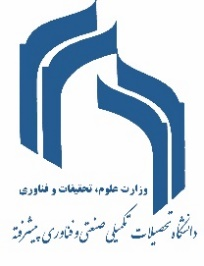 وزارت علوم، تحقیقات و فناوری
دانشگاه تحصیلات تکمیلی صنعتی و فناوری پیشرفته